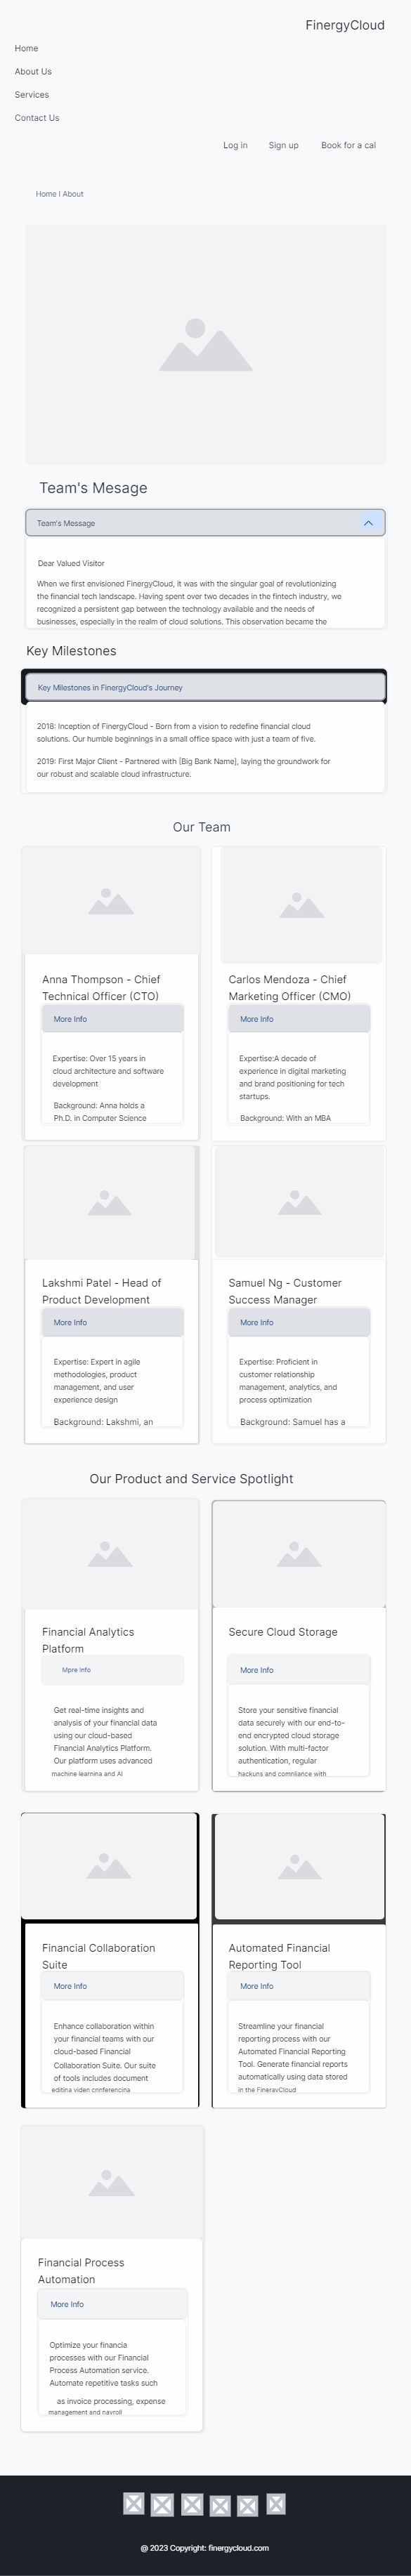 FinergyCloud
Home
About Us
Services
Contact Us
Log in
Sign up
Book for a cal
Home I About
Team's Mesage
Team's Message
Dear Valued Visitor
When we first envisioned FinergyCloud, it was with the singular goal of revolutionizing
the financial tech landscape. Having spent over two decades in the fintech industry, we
recognized a persistent gap between the technology available and the needs of
businesses, especially in the realm of cloud solutions. This observation became the
Key Milestones
Key Milestones in FinergyCloud's Journey
2018: Inception of FinergyCloud - Born from a vision to redefine financial cloud
solutions. Our humble beginnings in a small office space with just a team of five.
2019: First Major Client - Partnered with [Big Bank Name], laying the groundwork for
our robust and scalable cloud infrastructure.
Our Team
Anna Thompson - Chief
Technical Officer (CTO)
More Info
Expertise: Over 15 years in
cloud architecture and software
development
Background: Anna holds a
Ph.D. in Computer Science
Carlos Mendoza - Chief
Marketing Officer (CMO)
More Info
Expertise:A decade of
experience in digital marketing
and brand positioning for tech
startups.
Background: With an MBA
Lakshmi Patel - Head of
Product Development
More Info
Expertise: Expert in agile
methodologies, product
management, and user
experience design
Background: Lakshmi, an
Samuel Ng - Customer
Success Manager
More Info
Expertise: Proficient in
customer relationship
management, analytics, and
process optimization
Background: Samuel has a
Our Product and Service Spotlight
Financial Analytics
Platform
Mpre info
Get real-time insights and
analysis of your financial data
using our cloud-based
Financial Analytics Platform.
Our platform uses advanced
machine learning and AI
Secure Cloud Storage
More Info
Store your sensitive financial
data securely with our end-to-
end encrypted cloud storage
solution. With multi-factor
authentication, regular
backups and compliance with
Financial Collaboration
Suite
More Info
Enhance collaboration within
your financial teams with our
cloud-based Financial
Collaboration Suite. Our suite
of tools includes document
editing video conferencing
Automated Financial
Reporting Tool
More Info
Streamline your financial
reporting process with our
Automated Financial Reporting
Tool. Generate financial reports
automatically using data stored
in the FinergyCloud
Financial Process
Automation
More Info
Optimize your financia
processes with our Financial
Process Automation service.
Automate repetitive tasks such
as invoice processing, expense
management and payroll
@ 2023 Copyright: finergycloud.com